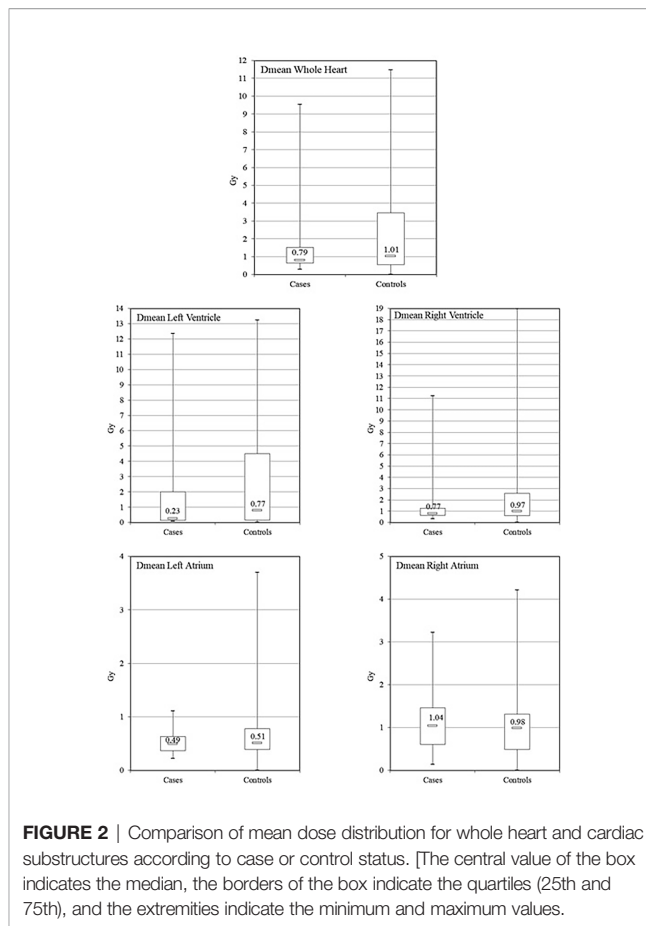 Dmean Whole Heart
12
11
10
9
8
7
6
5
4
3
2
1
0
Gy
0.79
1.01
Cases
Controls
Dmean Left Ventricle
14
13
12
11
10
9
8
7
6
5
4
3
2
1
0
Gy
0.23
0.77
Cases
Controls
Dmean Right Ventricle
19
18
17
16
15
14
13
12
11
10
9
8
7
6
5
4
3
2
1
0
Gy
0.77
0.97
Cases
Controls
Dmean Left Atrium
4
3
2
1
0
Gy
0.49
0.51
Cases
Controls
Dmean Right Atrium
5
4
3
2
1
0
Gy
1.04
0.98
Cases
Controls
FIGURE 2 | Comparison of mean dose distribution for whole heart and cardiac
substructures according to case or control status. [The central value of the box
indicates the median, the borders of the box indicate the quartiles (25th and
75th), and the extremities indicate the minimum and maximum values.